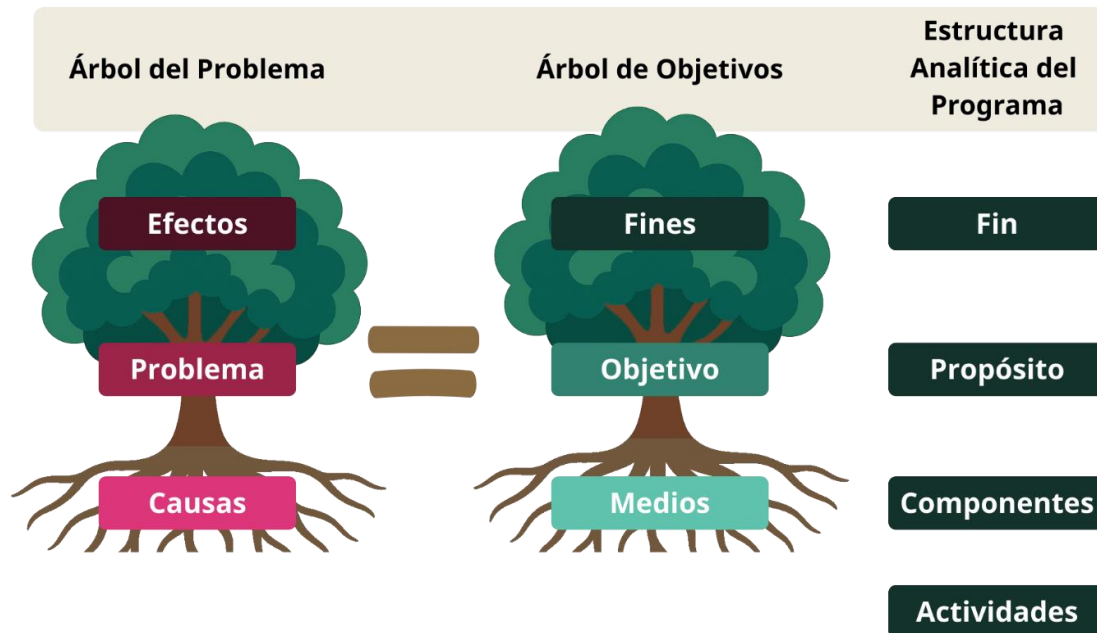 Árbol del Problema
Árbol de Objetivos
Estructura
Analítica del
Programa
Efectos
Fines
Fin
Problema
Objetivo
Propósito
Causas
Medios
Componentes
Actividades